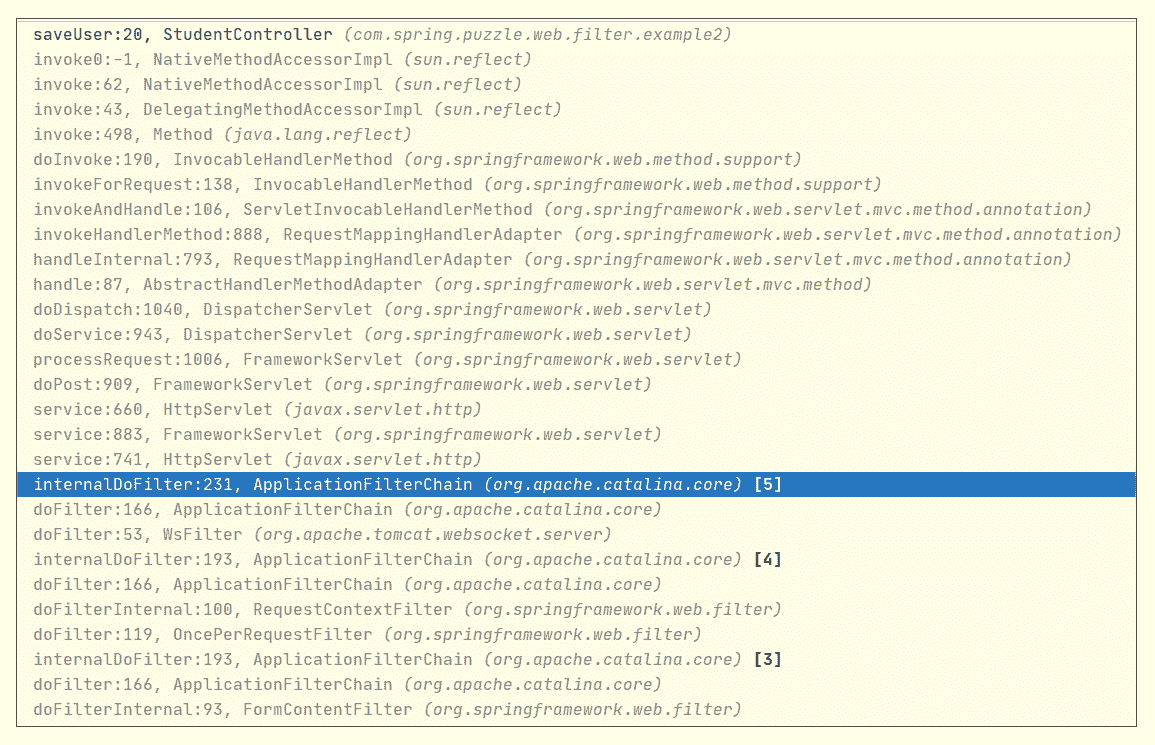 saveUser:20, StudentController (com.spring.puzzle.web.filter.example2)
invoke0:-1, NativeMethodAccessorImpl (sun.reflect)
invoke:62, NativeMethodAccessorImpl (sun.reflect)
invoke:43, DelegatingMethodAccessorImpl (sun.reflect)
invoke:498, Method (java.lang.reflect)
doInvoke:190, InvocableHandlerMethod (org.springframework.web.method.support)
invokeForRequest:138, InvocableHandlerMethod (org.springframework.web.method.support)
invokeAndHandle:106, ServletInvocableHandlerMethod (org.springframework.web.servlet.mvc.method.annotation)
invokeHandlerMethod:888, RequestMappingHandlerAdapter (org.springframework.web.servlet.mvc.method.annotation)
handleInternal:793, RequestMappingHandlerAdapter (org.springframework.web.servlet.mvc.method.annotation)
handle:87, AbstractHandlerMethodAdapter (org.springframework.web.servlet.mvc.method)
doDispatch:1040, DispatcherServlet (org.springframework.web.servlet)
doService:943, DispatcherServlet (org.springframework.web.servlet)
processRequest:1006, FrameworkServlet (org.springframework.web.servlet)
doPost:909, FrameworkServlet (org.springframework.web.servlet)
service:660, HttpServlet (javax.servlet.http)
service:883, FrameworkServlet (org.springframework.web.servlet)
service:741, HttpServlet (javax.servlet.http)
internalDoFilter:231, ApplicationFilterChain (org.apache.catalina.core) [5]
doFilter:166, ApplicationFilterChain (org.apache.catalina.core)
doFilter:53, WsFilter (org.apache.tomcat.websocket.server)
internalDoFilter:193, ApplicationFilterChain (org.apache.catalina.core) [4]
doFilter:166, ApplicationFilterChain (org.apache.catalina.core)
doFilterInternal:100, RequestContextFilter (org.springframework.web.filter)
doFilter:119, OncePerRequestFilter (org.springframework.web.filter)
internalDoFilter:193, ApplicationFilterChain (org.apache.catalina.core) [3]
doFilter:166, ApplicationFilterChain (org.apache.catalina.core)
doFilterInternal:93, FormContentFilter (org.springframework.web.filter)